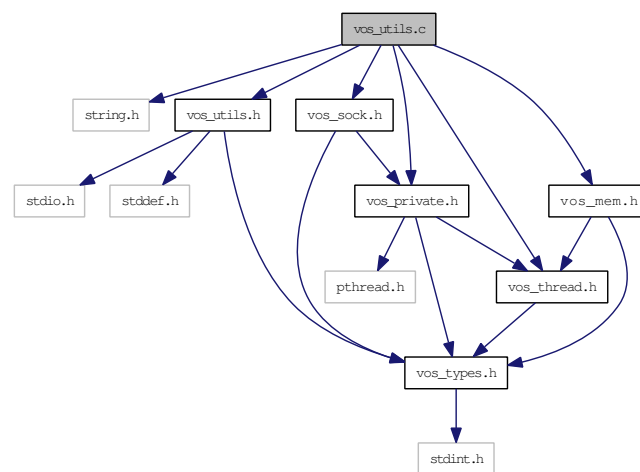 vos_utils.c
string.h
vos_utils.h
vos_sock.h
stdio.h
stddef.h
vos_private.h
vos_mem.h
pthread.h
vos_thread.h
vos_types.h
stdint.h